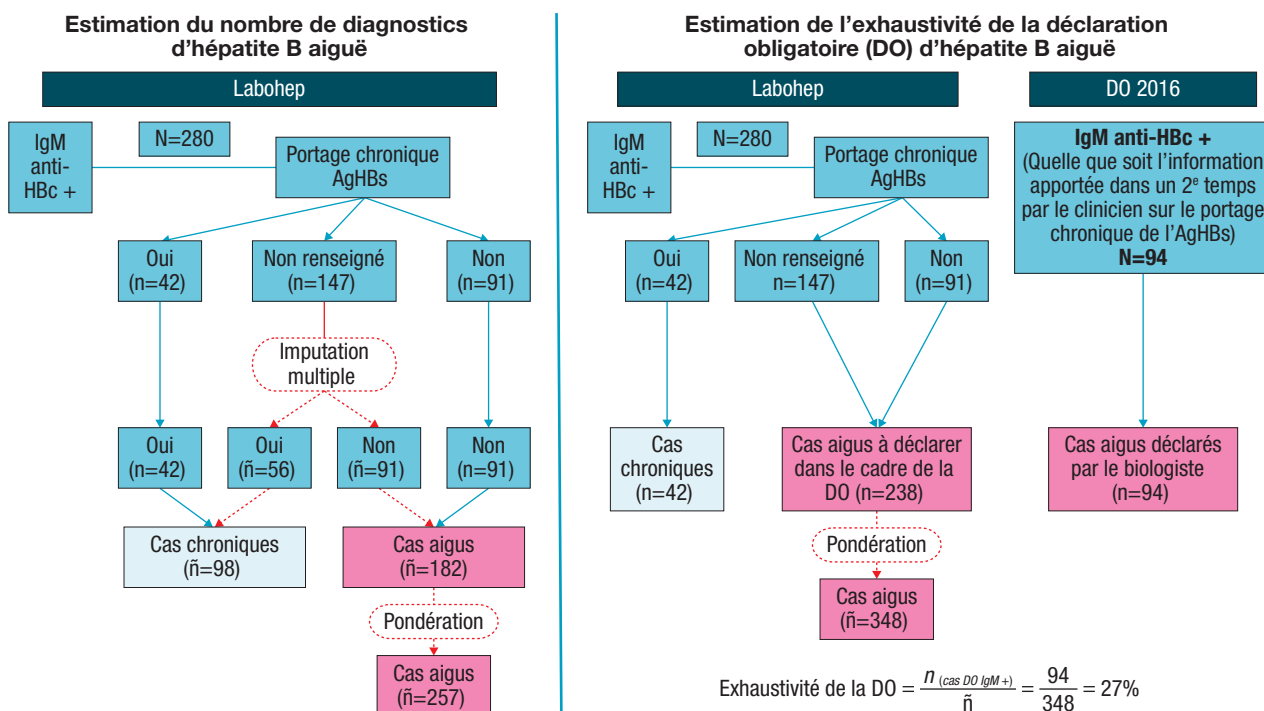 Estimation du nombre de diagnostics
d'hépatite B aiguë
Labohep
IgM
anti-
HBc +
N=280
Portage chronique
AgHBs
Oui
(n=42)
Non renseigné
(n=147)
Non
(n=91)
Imputation
multiple
Oui
(n=42)
Oui
(ñ=56)
Non
(ñ=91)
Non
(n=91)
Cas chroniques
(ñ=98)
Cas aigus
(ñ=182)
Pondération
Cas aigus
(ñ=257)
Estimation de l'exhaustivité de la déclaration
obligatoire (DO) d'hépatite B aiguë
Labohep
DO 2016
IgM
anti-
HBc +
N=280
Portage chronique
AgHBs
Oui
(n=42)
Non renseigné
n=147)
Non
(n=91)
Cas
chroniques
(n=42)
Cas aigus à déclarer
dans le cadre de la
DO (n=238)
Pondération
Cas aigus
(ñ=348)
IgM anti-HBc +
(Quelle que soit l'information
apportée dans un 2e temps
par le clinicien sur le portage
chronique de l'AgHBs)
N=94
Cas aigus déclarés
par le biologiste
(n=94)
Exhaustivité de la DO = n (cas DO IgM +) / ñ = 94 / 348 = 27%